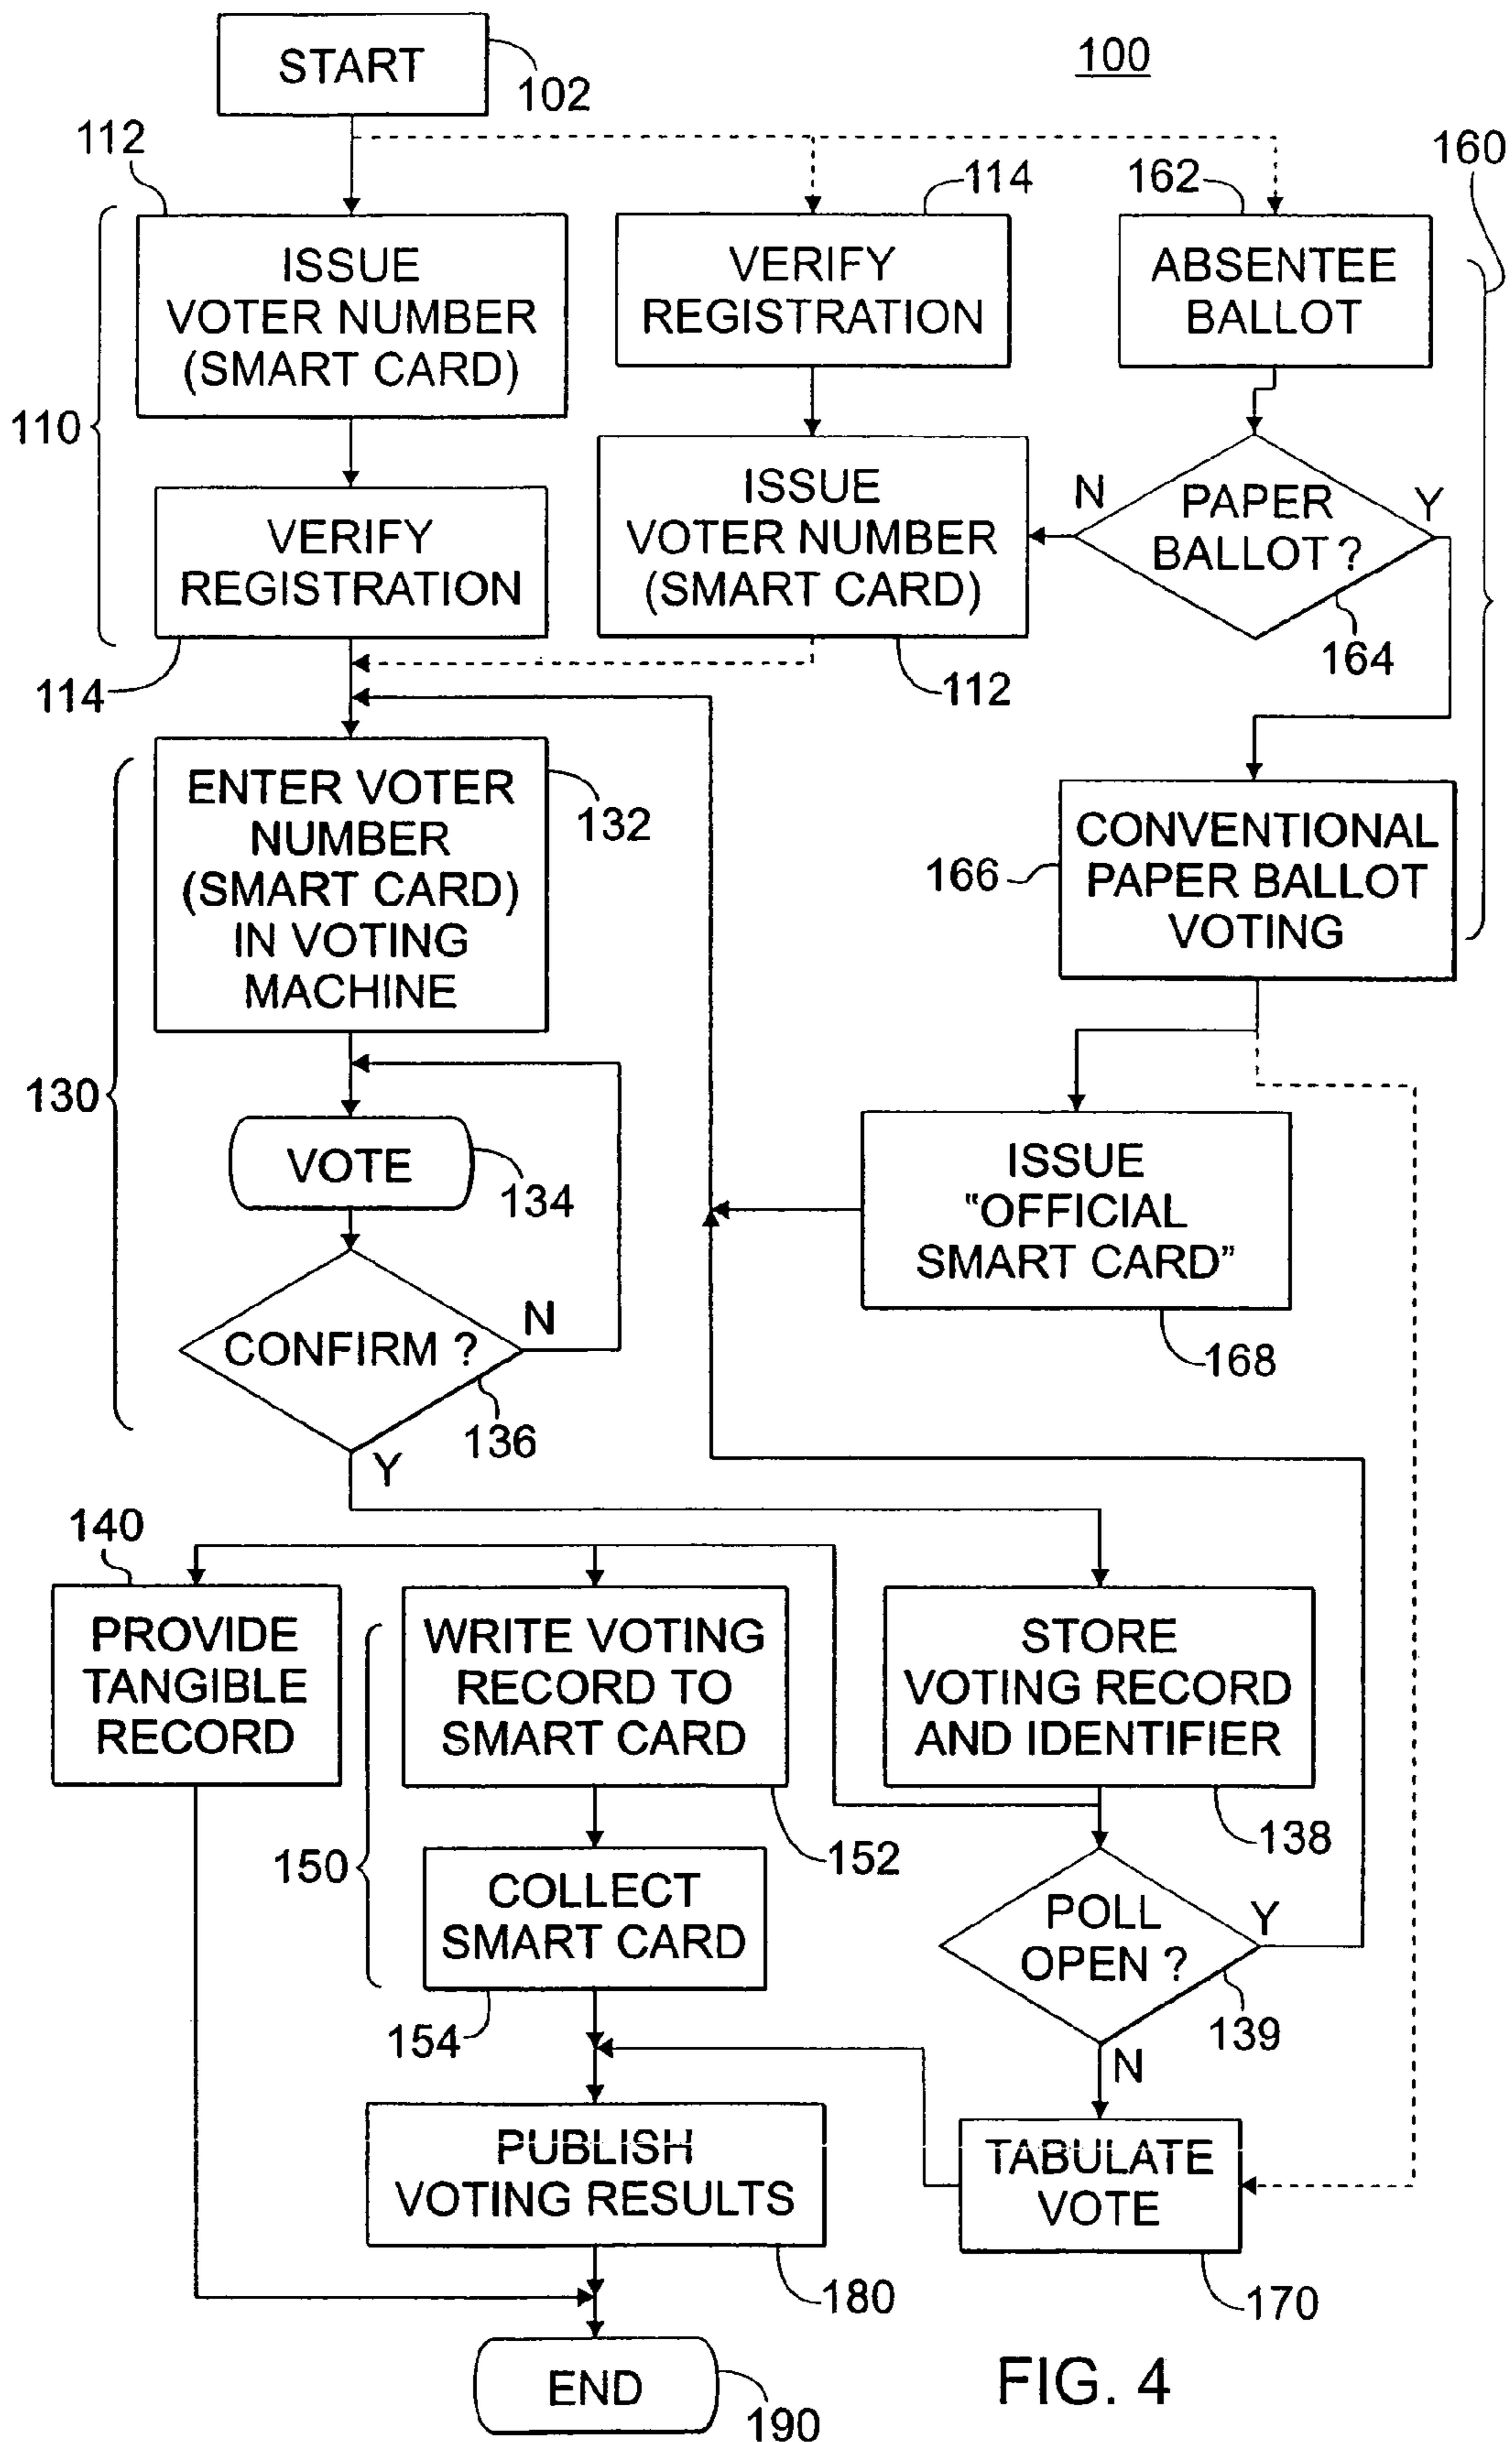 START
102
100
112
114
162
160
ISSUE
VOTER NUMBER
(SMART CARD)
VERIFY
REGISTRATION
ABSENTEE
BALLOT
110
VERIFY
REGISTRATION
114
ISSUE
VOTER NUMBER
(SMART CARD)
112
N
PAPER
BALLOT ?
Y
164
ENTER VOTER
NUMBER
(SMART CARD)
IN VOTING
MACHINE
132
166
CONVENTIONAL
PAPER BALLOT
VOTING
130
VOTE
134
ISSUE
"OFFICIAL
SMART CARD"
168
CONFIRM ?
N
136
Y
140
PROVIDE
TANGIBLE
RECORD
WRITE VOTING
RECORD TO
SMART CARD
152
STORE
VOTING RECORD
AND IDENTIFIER
138
150
COLLECT
SMART CARD
154
POLL
OPEN ?
Y
139
N
PUBLISH
VOTING RESULTS
180
TABULATE
VOTE
170
END
190
FIG. 4